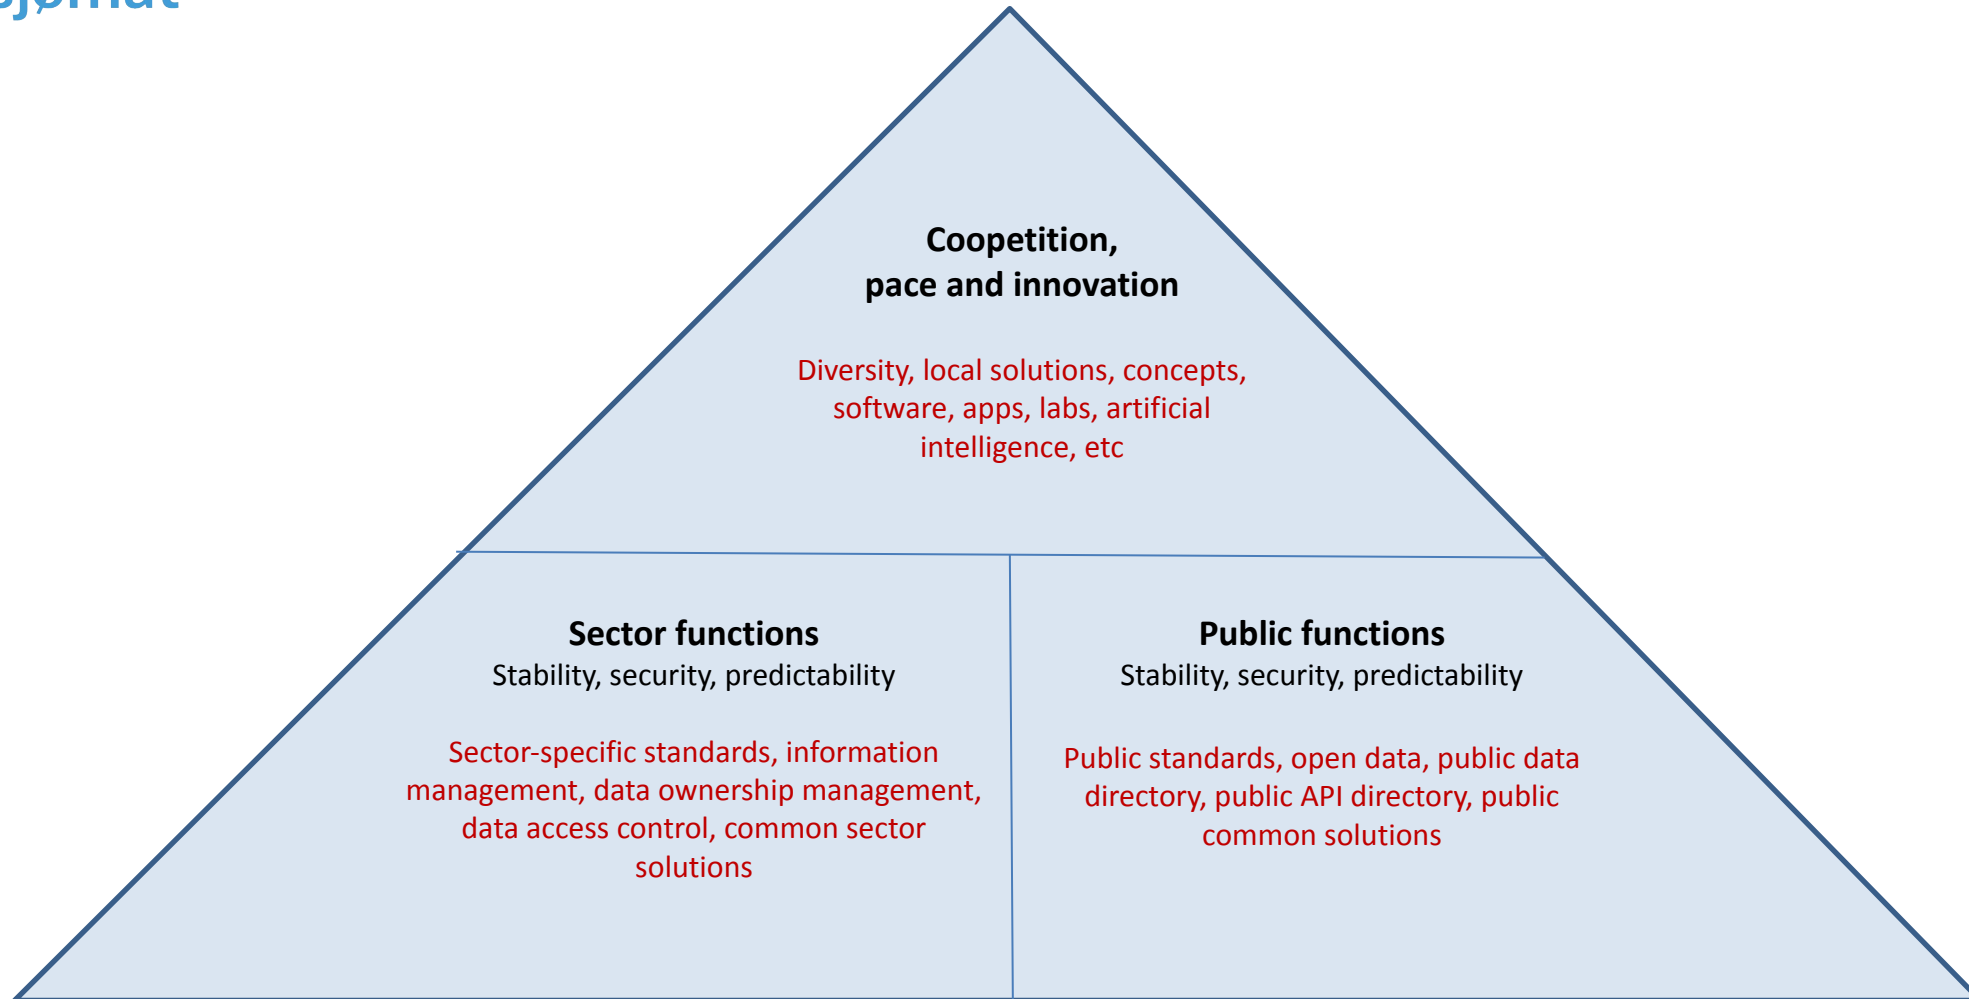 sjømat
Coopetition,
pace and innovation
Diversity, local solutions, concepts,
software, apps, labs, artificial
intelligence, etc
Sector functions
Stability, security, predictability
Sector-specific standards, information
management, data ownership management,
data access control, common sector
solutions
Public functions
Stability, security, predictability
Public standards, open data, public data
directory, public API directory, public
common solutions